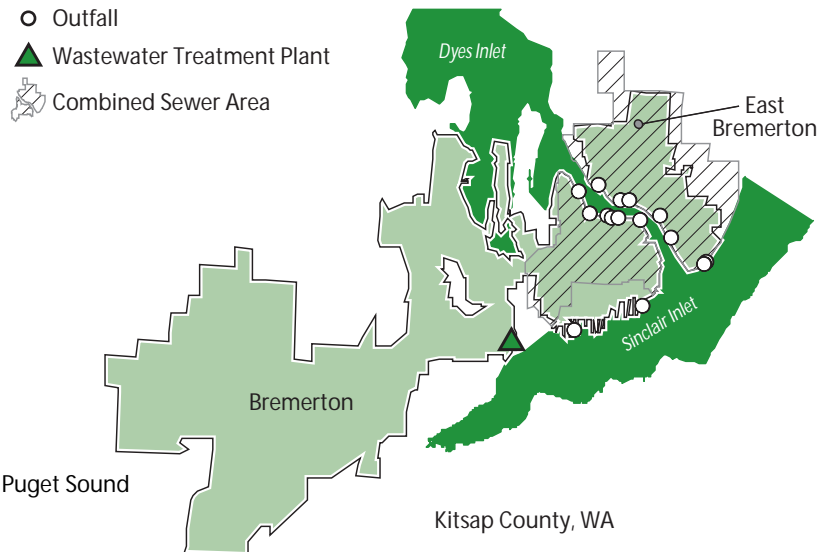 Outfall
Wastewater Treatment Plant
Combined Sewer Area
Dyes Inlet
East
Bremerton
Sinclair Inlet
Bremerton
Puget Sound
Kitsap County, WA